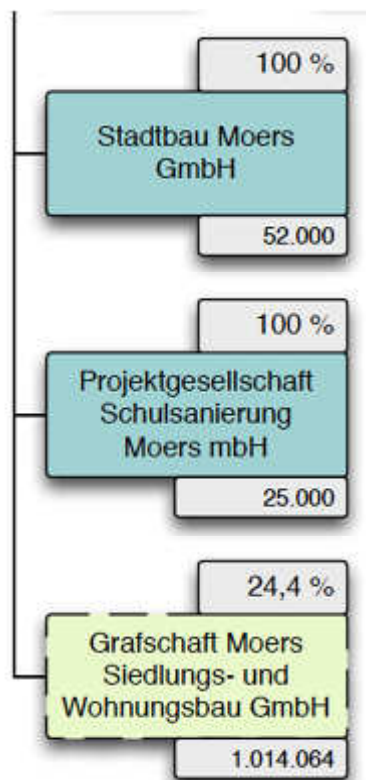 100 %
Stadtbau Moers
GmbH
52.000
100 %
Projektgesellschaft
Schulsanierung
Moers mbH
25.000
24,4 %
Grafschaft Moers
Siedlungs- und
Wohnungsbau GmbH
1.014.064